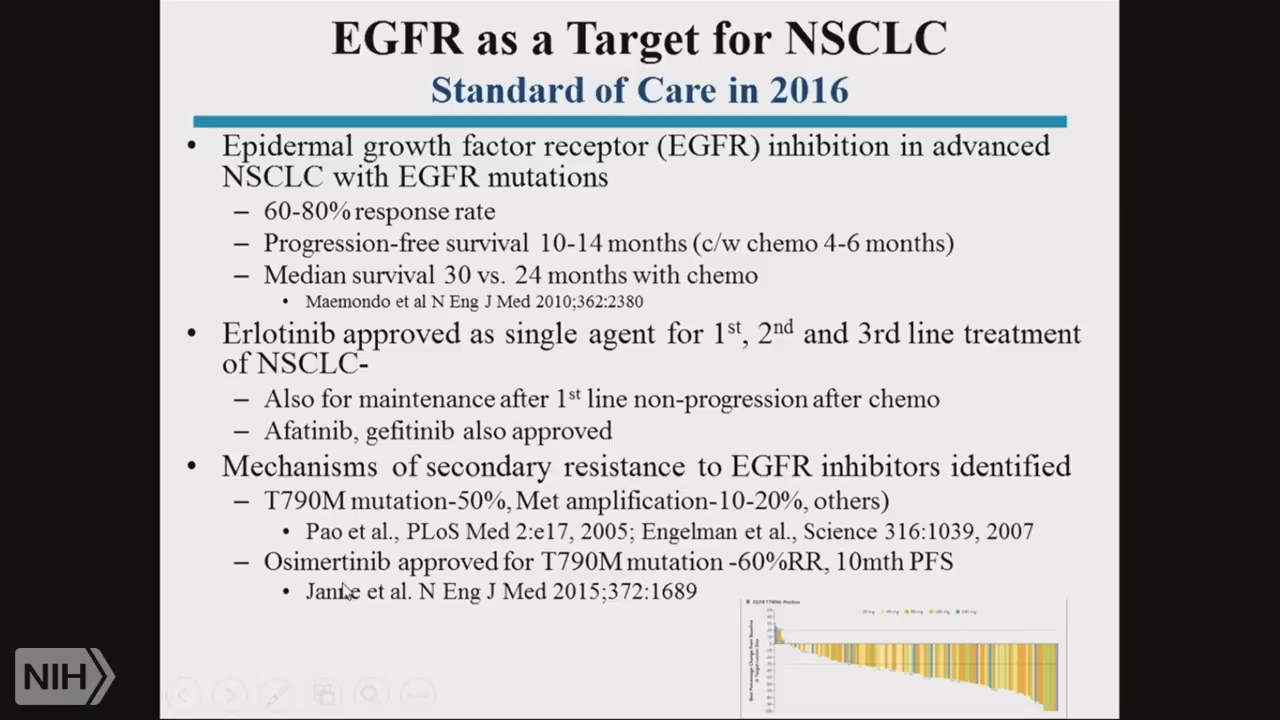 EGFR as a Target for NSCLC
Standard of Care in 2016
• Epidermal growth factor receptor (EGFR) inhibition in advanced
NSCLC with EGFR mutations
– 60-80% response rate
– Progression-free survival 10-14 months (c/w chemo 4-6 months)
– Median survival 30 vs. 24 months with chemo
• Maemondo et al N Eng J Med 2010;362:2380
• Erlotinib approved as single agent for 1st, 2nd and 3rd line treatment
of NSCLC-
– Also for maintenance after 1st line non-progression after chemo
– Afatinib, gefitinib also approved
• Mechanisms of secondary resistance to EGFR inhibitors identified
– T790M mutation-50%, Met amplification-10-20%, others)
• Pao et al., PLoS Med 2:e17, 2005; Engelman et al., Science 316:1039, 2007
– Osimertinib approved for T790M mutation -60%RR, 10mth PFS
• Janne et al. N Eng J Med 2015;372:1689
B EGFR T790M-Positive
NIH